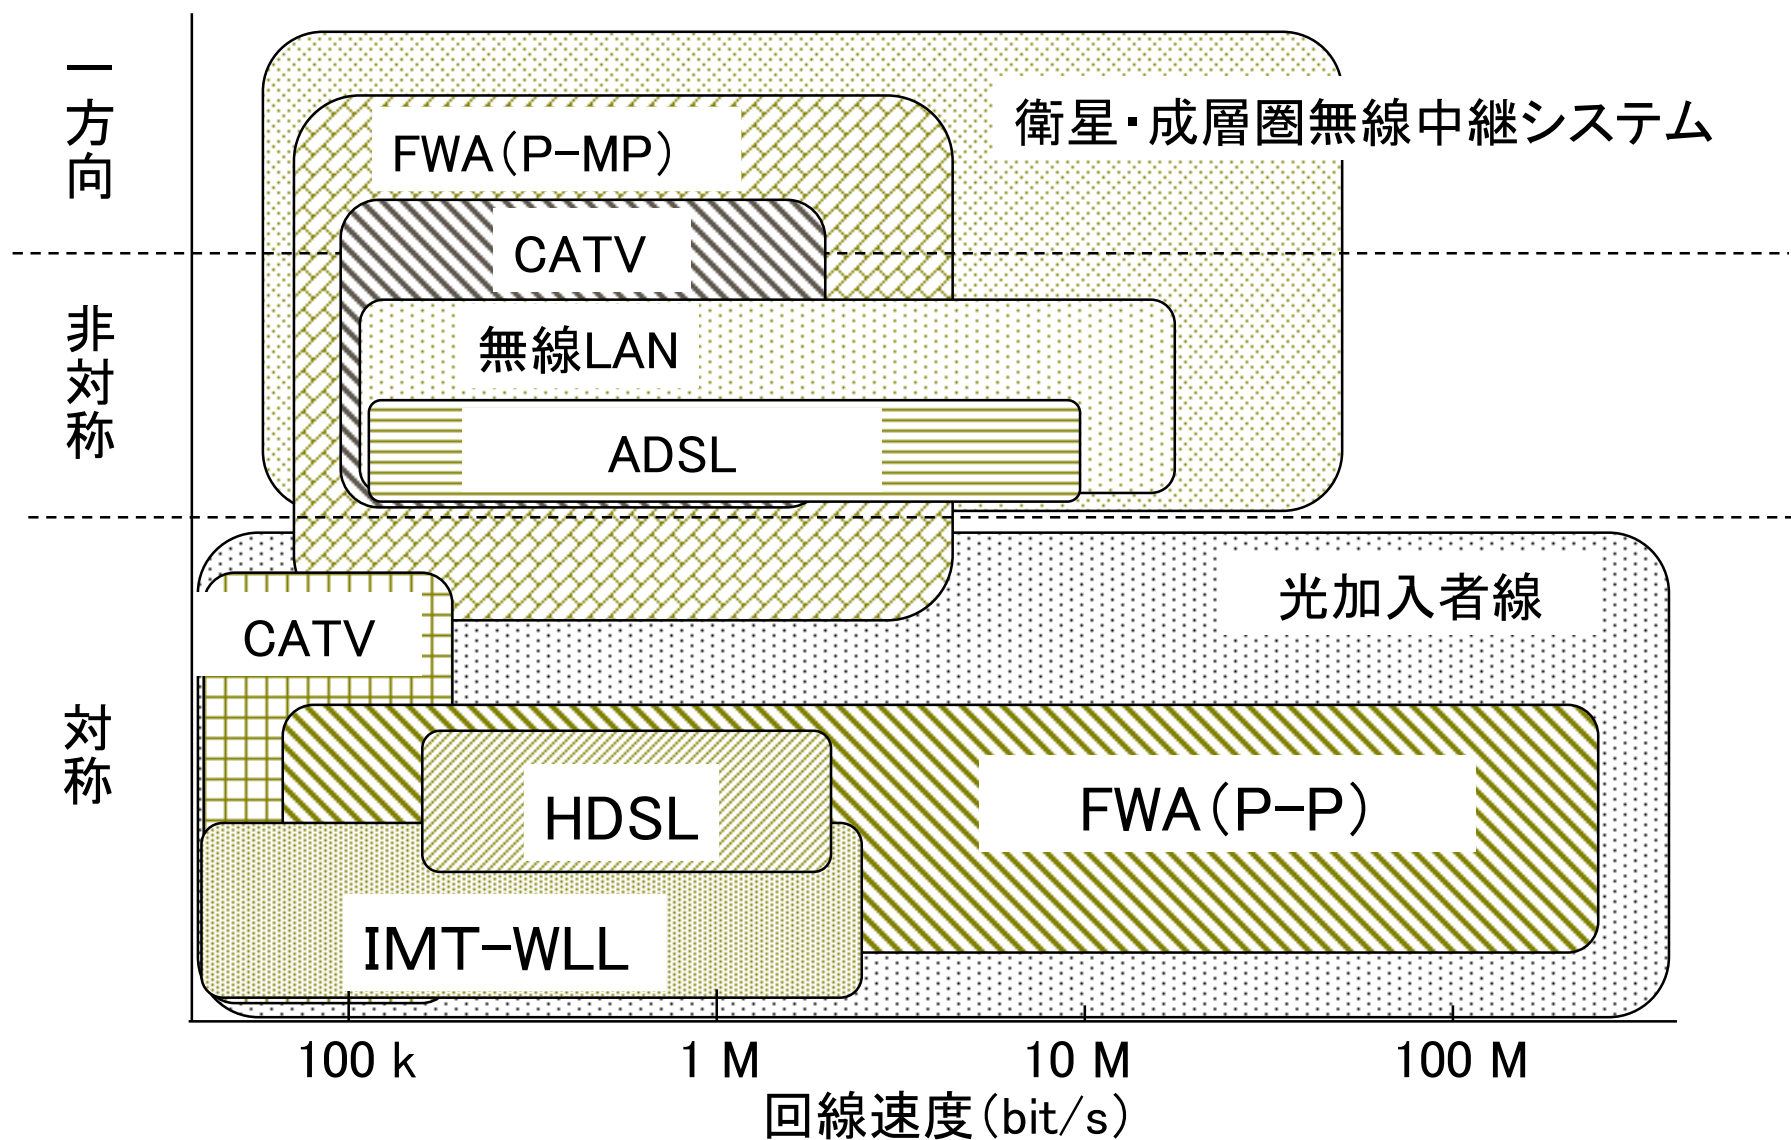 一方向
衛星・成層圏無線中継システム
FWA(P-MP)
CATV
非対称
無線LAN
ADSL
光加入者線
CATV
対称
HDSL
FWA(P-P)
IMT-WLL
100 k
1 M
10 M
100 M
回線速度(bit/s)